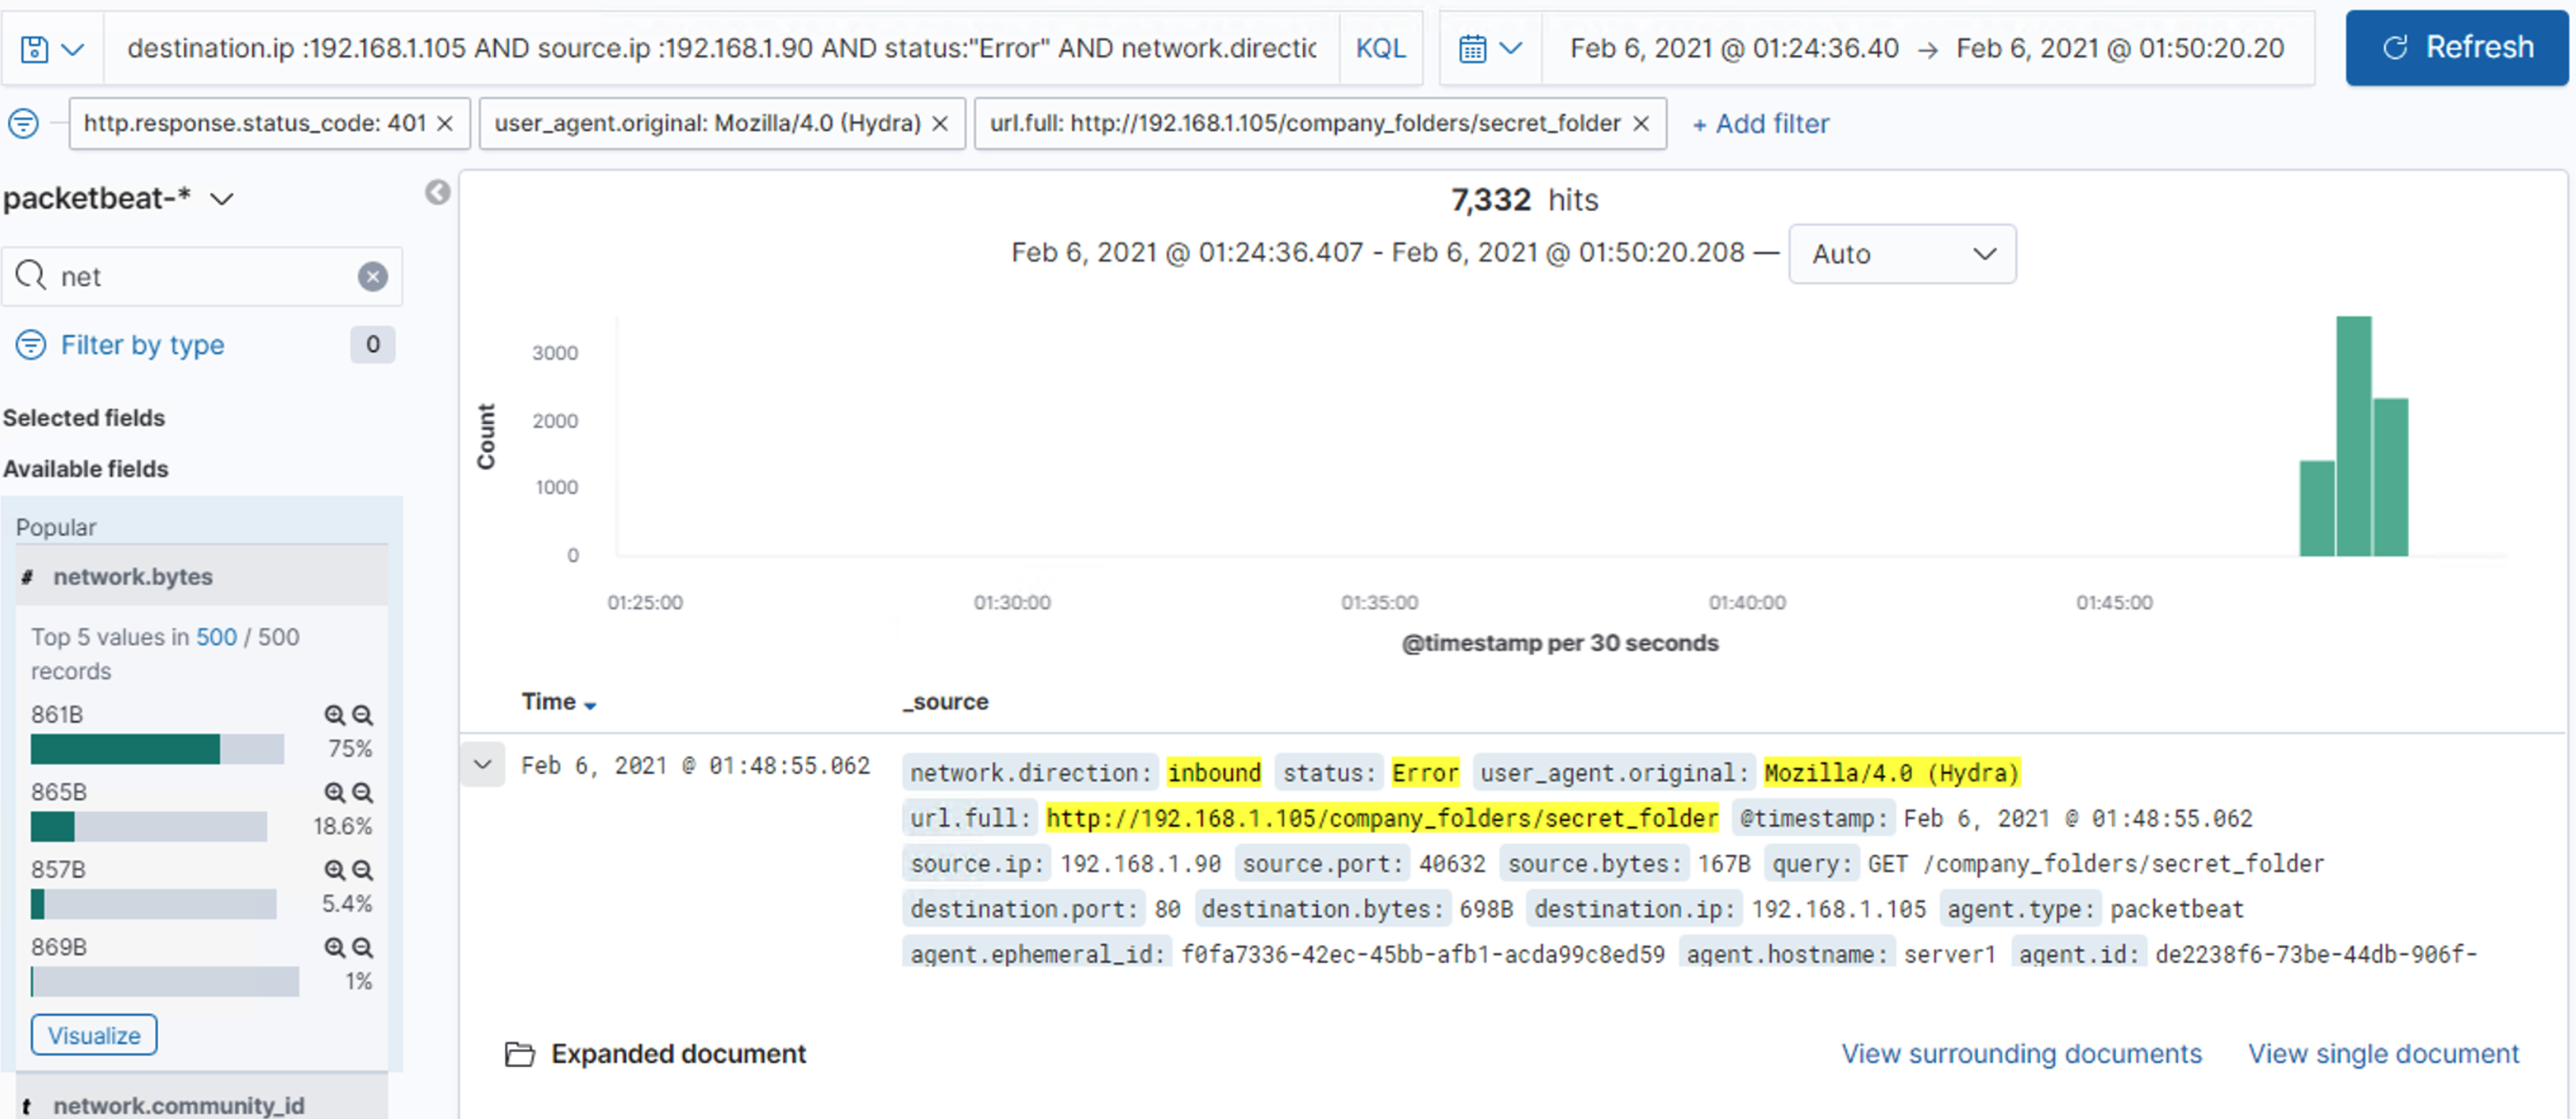 destination.ip :192.168.1.105 AND source.ip :192.168.1.90 AND status:"Error" AND network.directic KQL Feb 6, 2021 @ 01:24:36.40 → Feb 6, 2021 @ 01:50:20.20 Refresh
http.response.status_code: 401 × user_agent.original: Mozilla/4.0 (Hydra) × url.full: http://192.168.1.105/company_folders/secret_folder × + Add filter
packetbeat-*
net
Filter by type 0
Selected fields
Available fields
Popular
# network.bytes
Top 5 values in 500 / 500
records
861B
75%
865B
18.6%
857B
5.4%
869B
1%
Visualize
t network.community_id
7,332 hits
Feb 6, 2021 @ 01:24:36.407 - Feb 6, 2021 @ 01:50:20.208 — Auto
Count
3000
2000
1000
0
01:25:00 01:30:00 01:35:00 01:40:00 01:45:00
@timestamp per 30 seconds
Time _source
Feb 6, 2021 @ 01:48:55.062 network.direction: inbound status: Error user_agent.original: Mozilla/4.0 (Hydra)
url.full: http://192.168.1.105/company_folders/secret_folder @timestamp: Feb 6, 2021 @ 01:48:55.062
source.ip: 192.168.1.90 source.port: 40632 source.bytes: 167B query: GET /company_folders/secret_folder
destination.port: 80 destination.bytes: 698B destination.ip: 192.168.1.105 agent.type: packetbeat
agent.ephemeral_id: f0fa7336-42ec-45bb-afb1-acda99c8ed59 agent.hostname: server1 agent.id: de2238f6-73be-44db-906f-
Expanded document View surrounding documents View single document